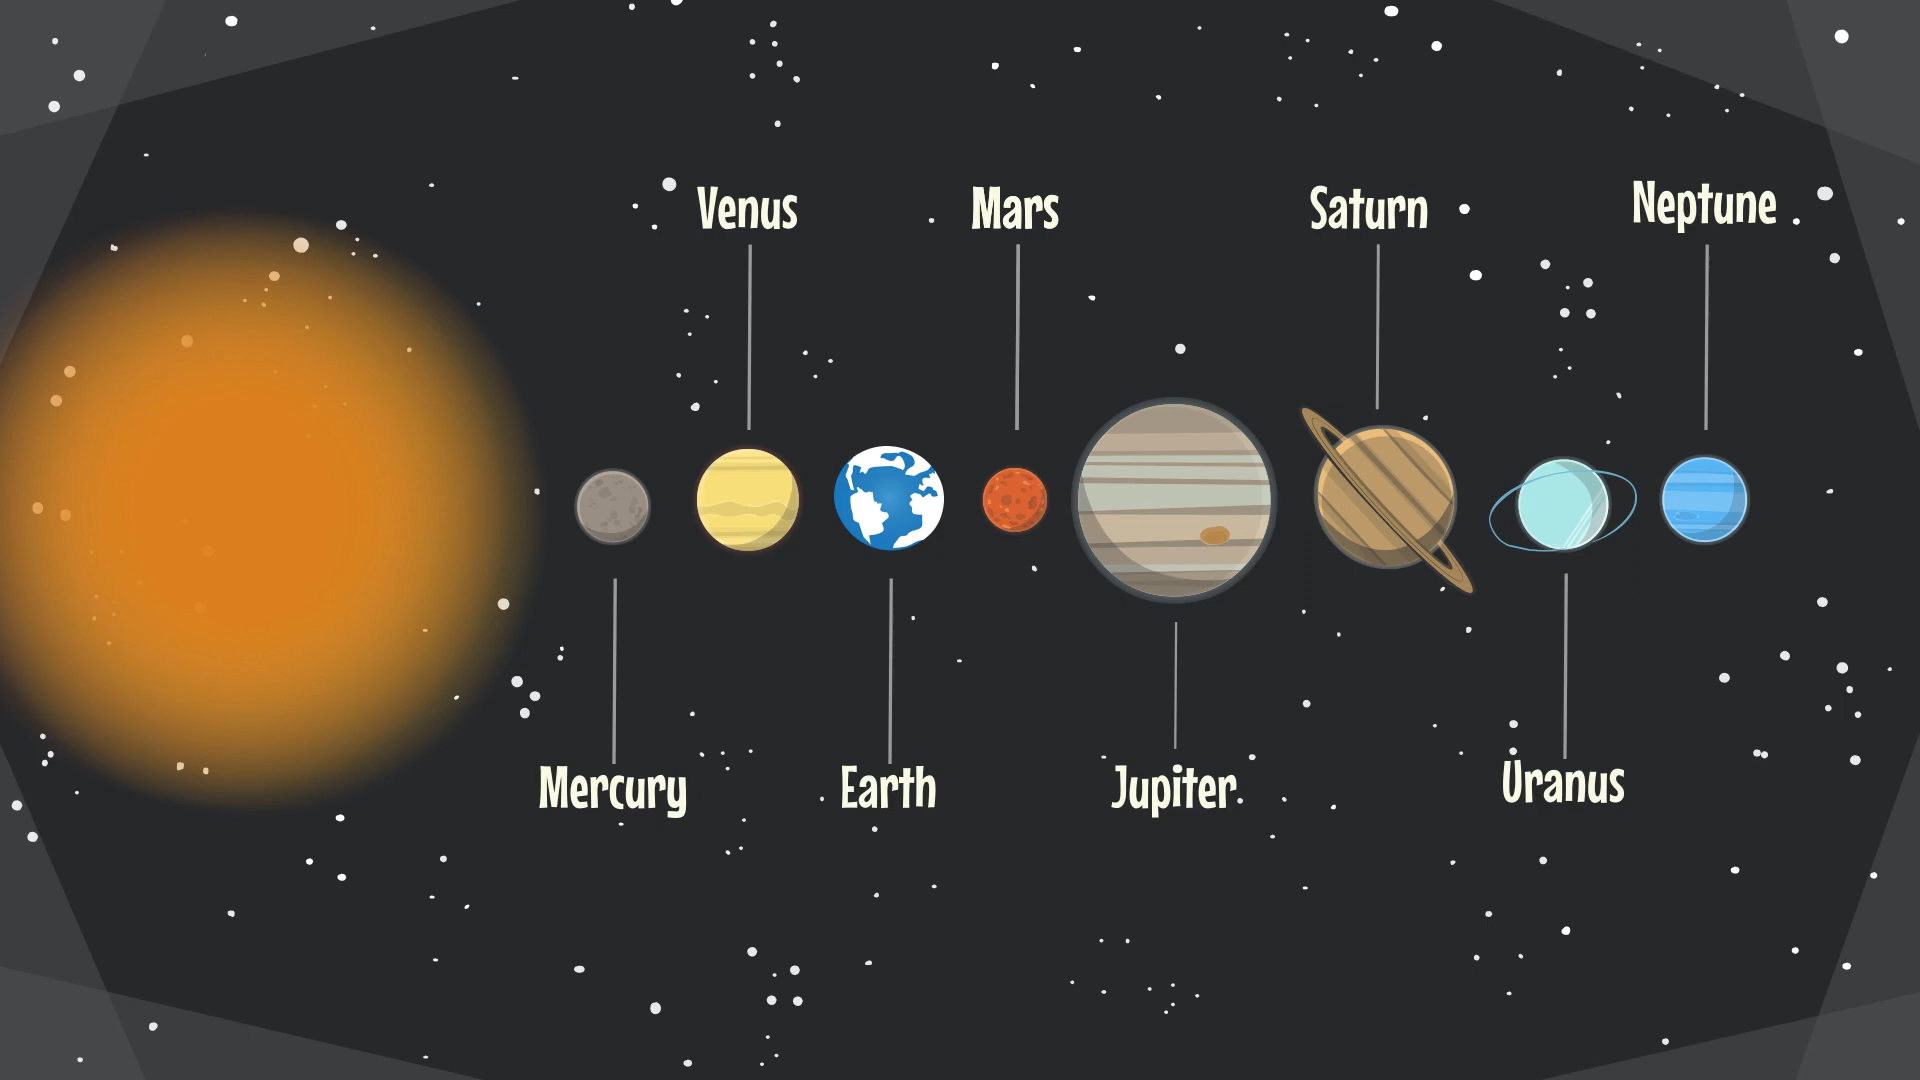 Venus
Mars
Saturn
Neptune
Mercury
Earth
Jupiter
Uranus